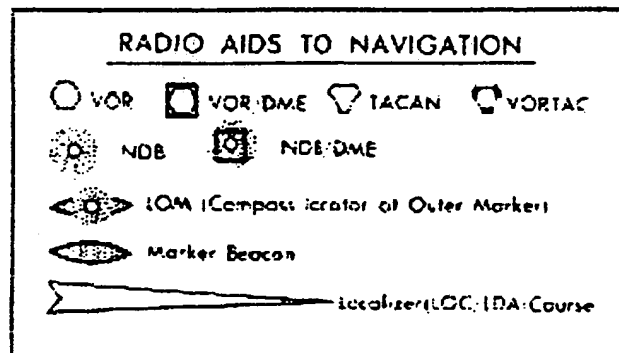 RADIO AIDS TO NAVIGATION
VOR VOR/DME TACAN VORTAC
NDB NDB/DME
LOM (Compass locator at Outer Marker)
Marker Beacon
Localizer(LOC/LDA)Course